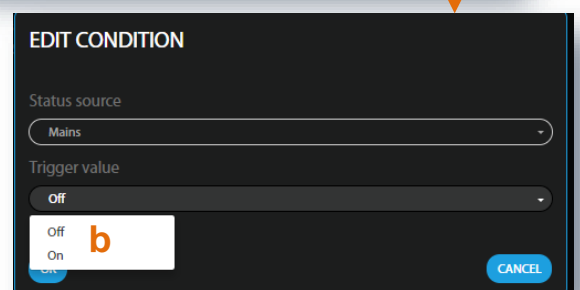 EDIT CONDITION
Status source
Mains
Trigger value
Off
Off
On
b
CANCEL